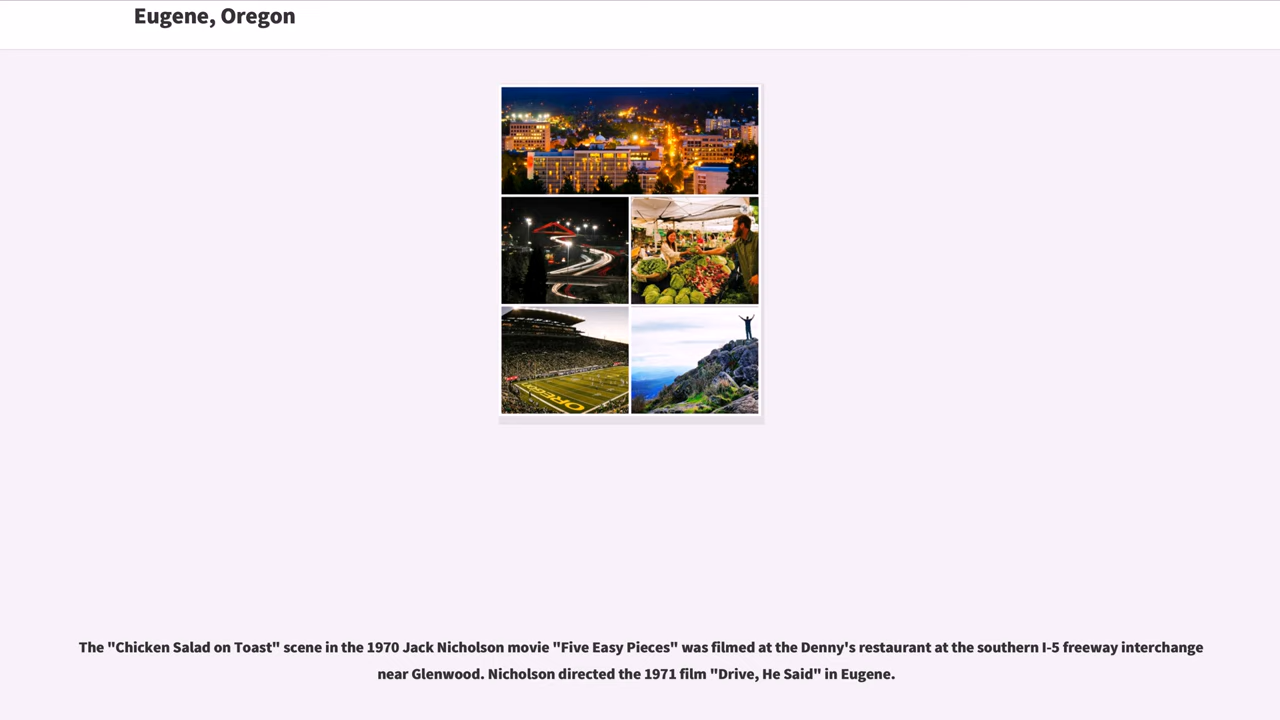 Eugene, Oregon
OREGON
The "Chicken Salad on Toast" scene in the 1970 Jack Nicholson movie "Five Easy Pieces" was filmed at the Denny's restaurant at the southern I-5 freeway interchange
near Glenwood. Nicholson directed the 1971 film "Drive, He Said" in Eugene.